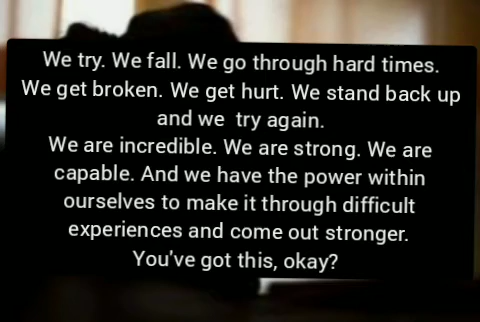 We try. We fall. We go through hard times.
We get broken. We get hurt. We stand back up
and we  try again.
We are incredible. We are strong. We are
capable. And we have the power within
ourselves to make it through difficult
experiences and come out stronger.
You've got this, okay?